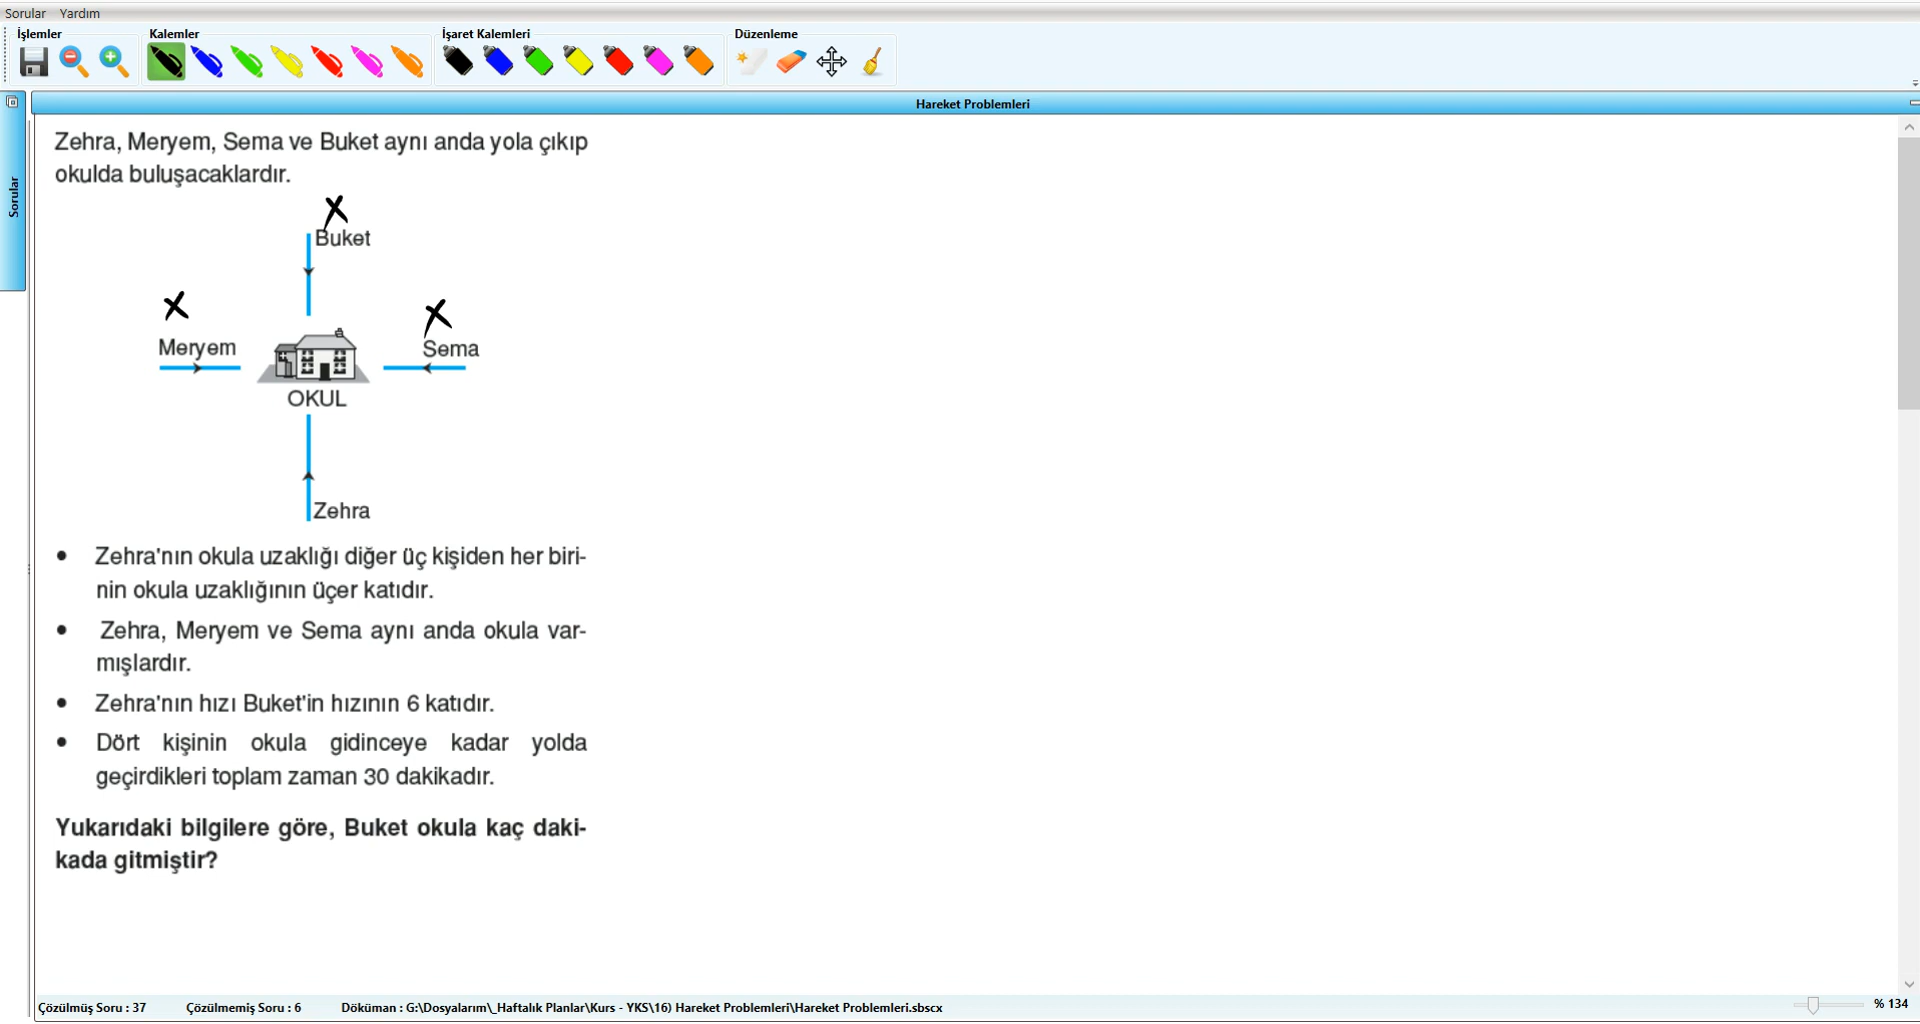 Sorular Yardım
İşlemler Kalemler İşaret Kalemleri Düzenleme
Hareket Problemleri
Sorular
Zehra, Meryem, Sema ve Buket aynı anda yola çıkıp
okulda buluşacaklardır.
X
Buket
X X
Meryem Sema
OKUL
Zehra
• Zehra'nın okula uzaklığı diğer üç kişiden her biri-
nin okula uzaklığının üçer katıdır.
• Zehra, Meryem ve Sema aynı anda okula var-
mışlardır.
• Zehra'nın hızı Buket'in hızının 6 katıdır.
• Dört kişinin okula gidinceye kadar yolda
geçirdikleri toplam zaman 30 dakikadır.
Yukarıdaki bilgilere göre, Buket okula kaç daki-
kada gitmiştir?
Çözülmüş Soru : 37 Çözülmemiş Soru : 6 Döküman : G:\Dosyalarım\_Haftalık Planlar\Kurs - YKS\16) Hareket Problemleri\Hareket Problemleri.sbscx % 134